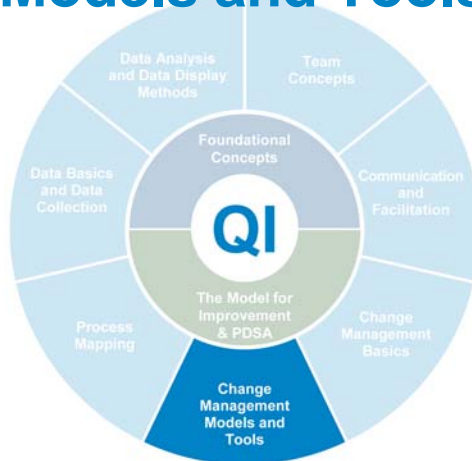 Models and Tools
Data Analysis
and Data Display
Methods
Team
Concepts
Foundational
Concepts
Data Basics
and Data
Collection
Communication
and
Facilitation
QI
The Model for
Improvement
& PDSA
Process
Mapping
Change
Management
Basics
Change
Management
Models and
Tools